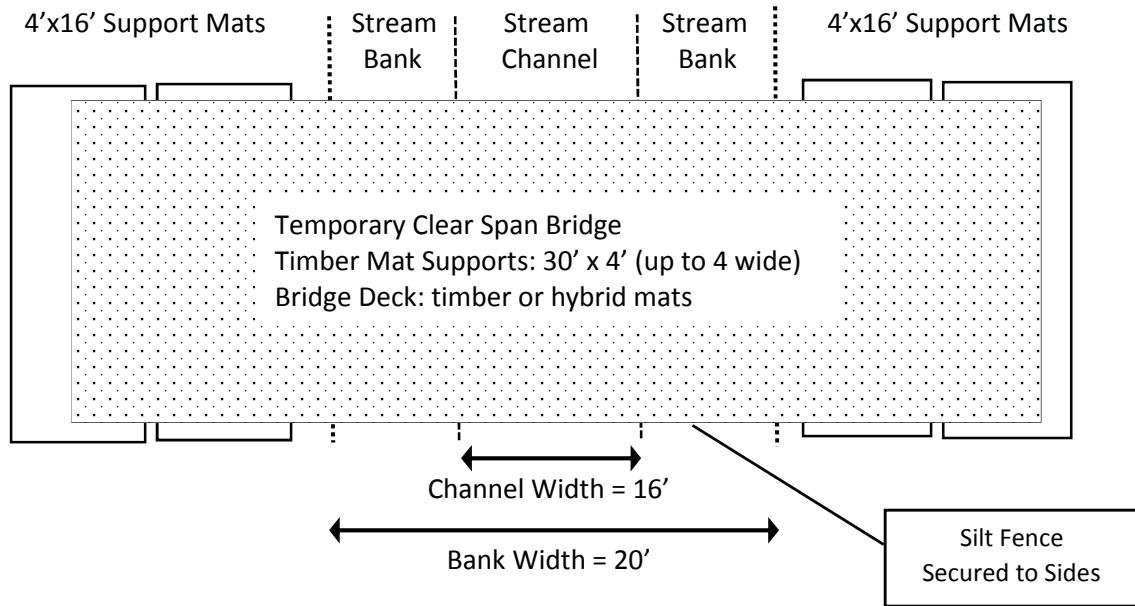 4’x16’ Support Mats
Stream
Bank
Stream
Channel
Stream
Bank
4’x16’ Support Mats
Temporary Clear Span Bridge
Timber Mat Supports: 30’ x 4’ (up to 4 wide)
Bridge Deck: timber or hybrid mats
Channel Width = 16’
Bank Width = 20’
Silt Fence
Secured to Sides